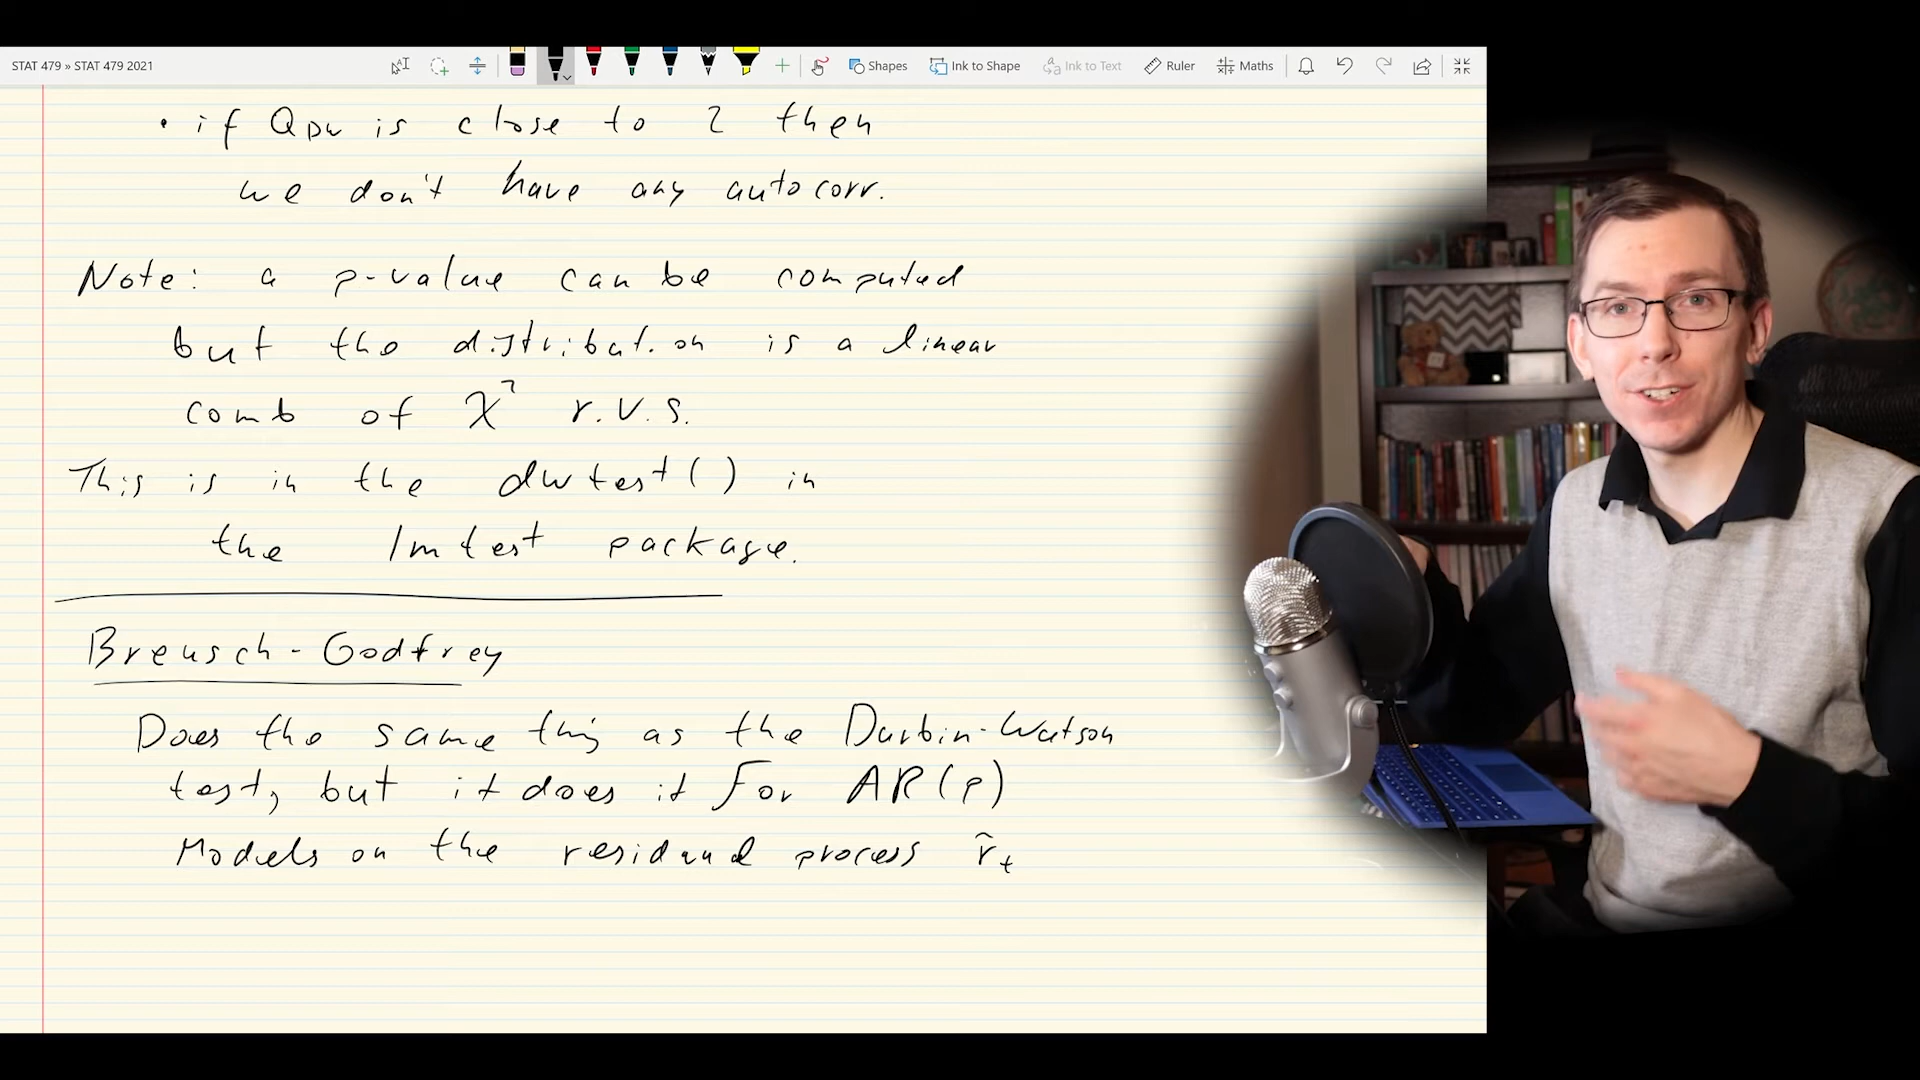 STAT 479 » STAT 479 2021
Shapes
Ink to Shape
Ink to Text
Ruler
Maths
• if Q_DW is close to 2 then
we don't have any autocorr.
Note: a p-value can be computed
but the distribution is a linear
comb of χ² r.v.s.
This is in the dwtest() in
the lmtest package.
Breusch-Godfrey
Does the same thing as the Durbin-Watson
test, but it does it for AR(p)
Models on the residual process r̂_t